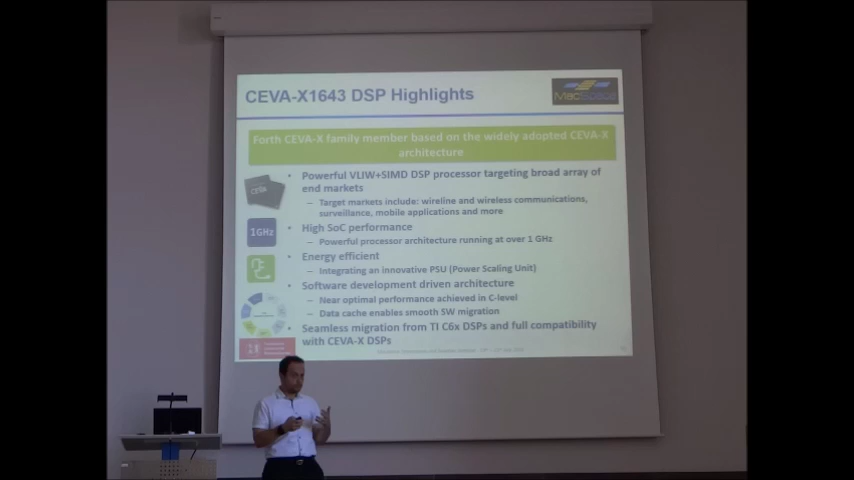 CEVA-X1643 DSP Highlights
MacSpace
Forth CEVA-X family member based on the widely adopted CEVA-X
architecture
• Powerful VLIW+SIMD DSP processor targeting broad array of
end markets
– Target markets include: wireline and wireless communications,
surveillance, mobile applications and more
CEVA
• High SoC performance
1GHz
– Powerful processor architecture running at over 1 GHz
• Energy efficient
– Integrating an innovative PSU (Power Scaling Unit)
• Software development driven architecture
– Near optimal performance achieved in C-level
– Data cache enables smooth SW migration
• Seamless migration from TI C6x DSPs and full compatibility
with CEVA-X DSPs